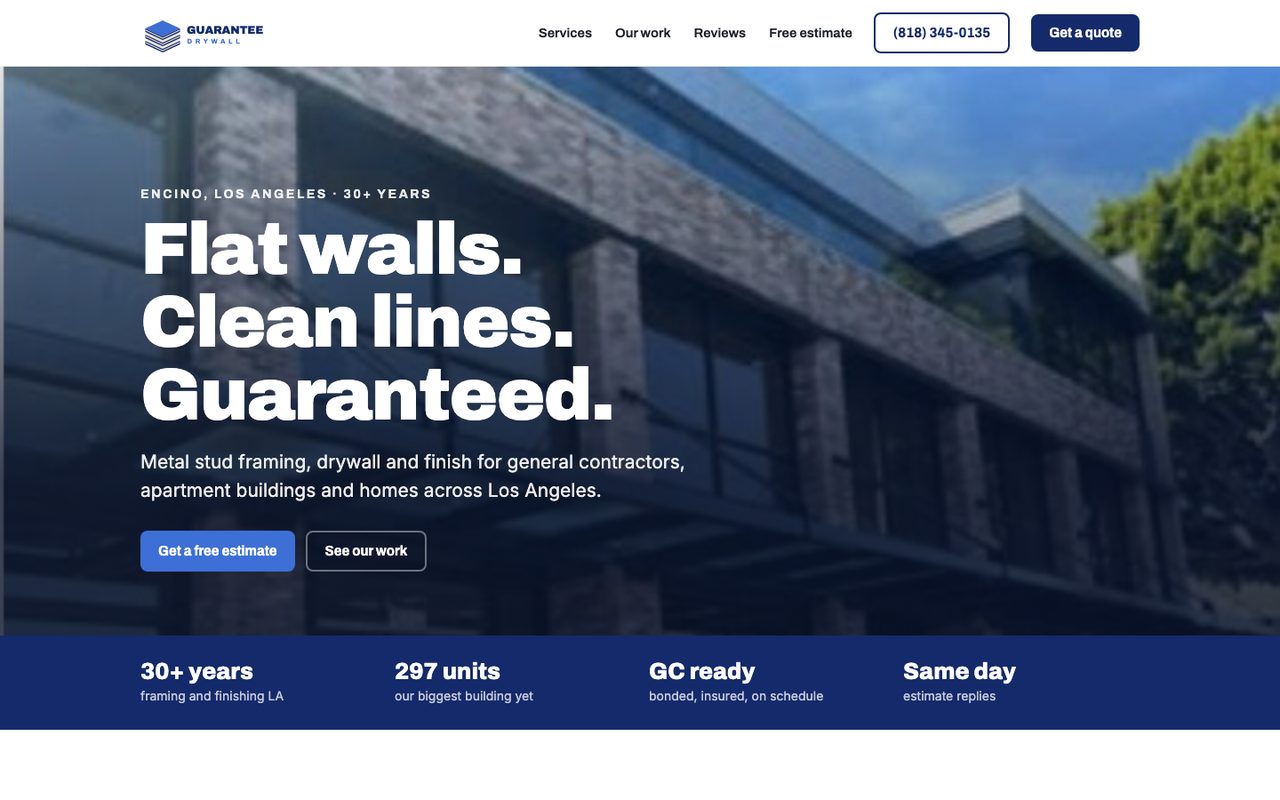 GUARANTEE
DRYWALL
Services
Our work
Reviews
Free estimate
(818) 345-0135
Get a quote
ENCINO, LOS ANGELES · 30+ YEARS
Flat walls.
Clean lines.
Guaranteed.
Metal stud framing, drywall and finish for general contractors,
apartment buildings and homes across Los Angeles.
Get a free estimate
See our work
30+ years
framing and finishing LA
297 units
our biggest building yet
GC ready
bonded, insured, on schedule
Same day
estimate replies